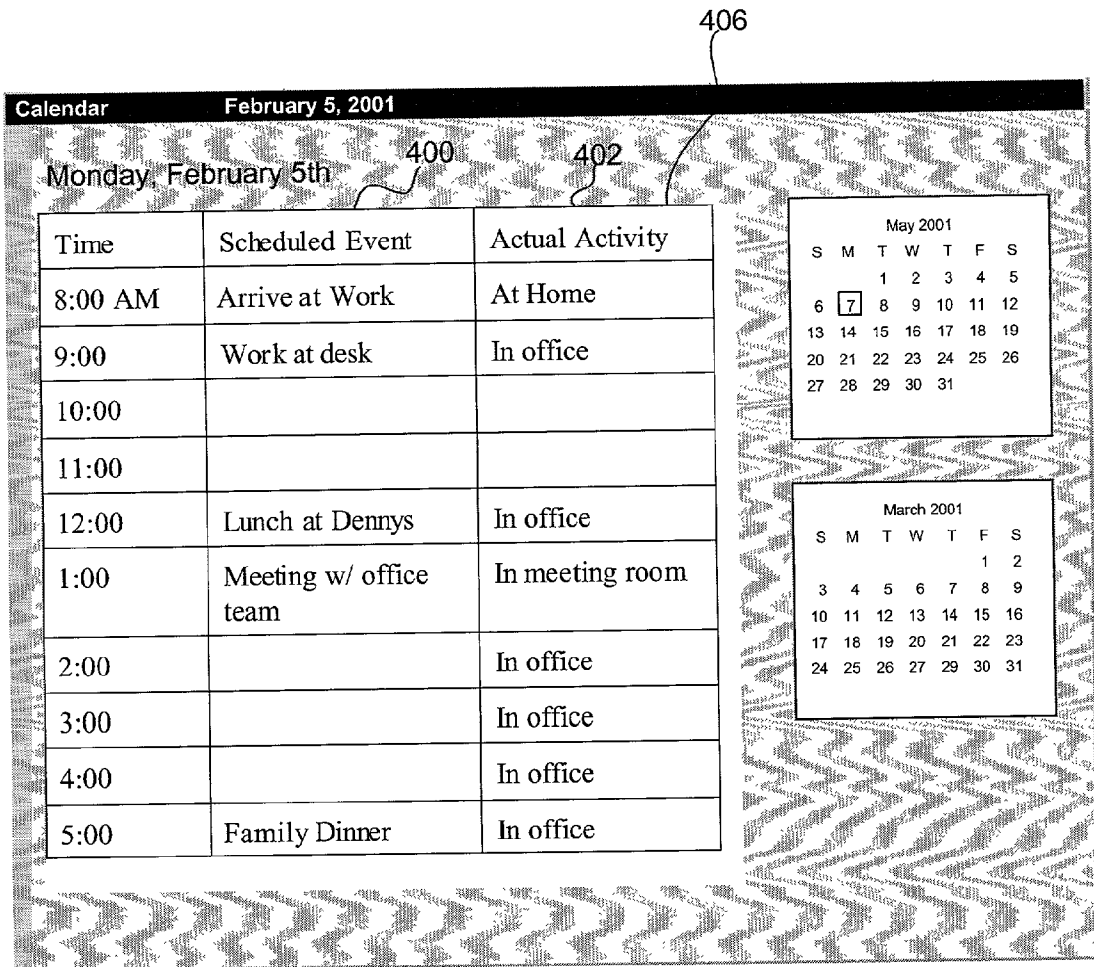 406
Calendar February 5, 2001
Monday, February 5th 400 402
Time Scheduled Event Actual Activity
8:00 AM Arrive at Work At Home
9:00 Work at desk In office
10:00
11:00
12:00 Lunch at Dennys In office
1:00 Meeting w/ office In meeting room
team
2:00 In office
3:00 In office
4:00 In office
5:00 Family Dinner In office
May 2001
S M T W T F S
1 2 3 4 5
6 7 8 9 10 11 12
13 14 15 16 17 18 19
20 21 22 23 24 25 26
27 28 29 30 31
March 2001
S M T W T F S
1 2
3 4 5 6 7 8 9
10 11 12 13 14 15 16
17 18 19 20 21 22 23
24 25 26 27 29 30 31